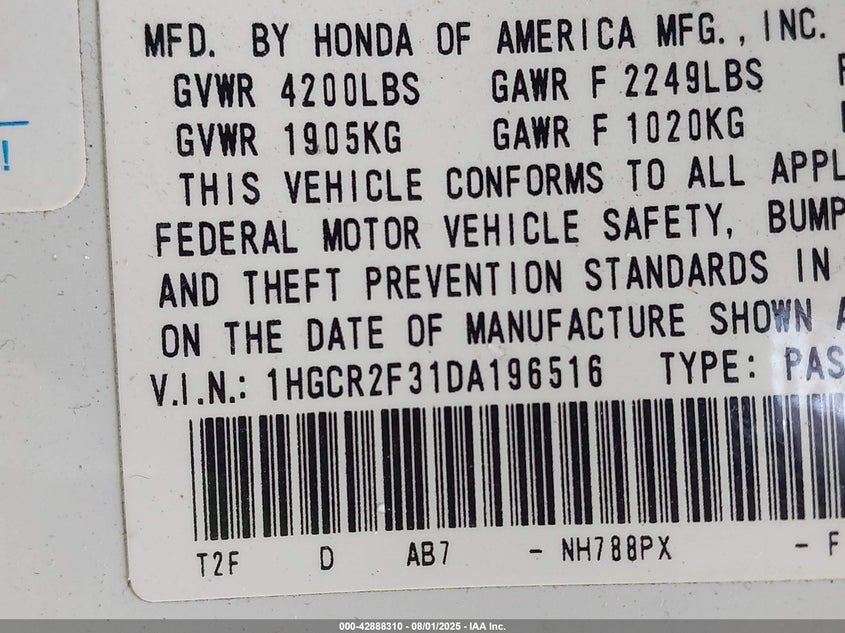 MFD. BY HONDA OF AMERICA MFG., INC.
GVWR 4200LBS GAWR F 2249LBS
GVWR 1905KG GAWR F 1020KG
THIS VEHICLE CONFORMS TO ALL APPL
FEDERAL MOTOR VEHICLE SAFETY, BUMP
AND THEFT PREVENTION STANDARDS IN
ON THE DATE OF MANUFACTURE SHOWN A
V.I.N.: 1HGCR2F31DA196516 TYPE: PAS
T2F D AB7 - NH788PX - F
!
000-42888310 - 08/01/2025 - IAA Inc.